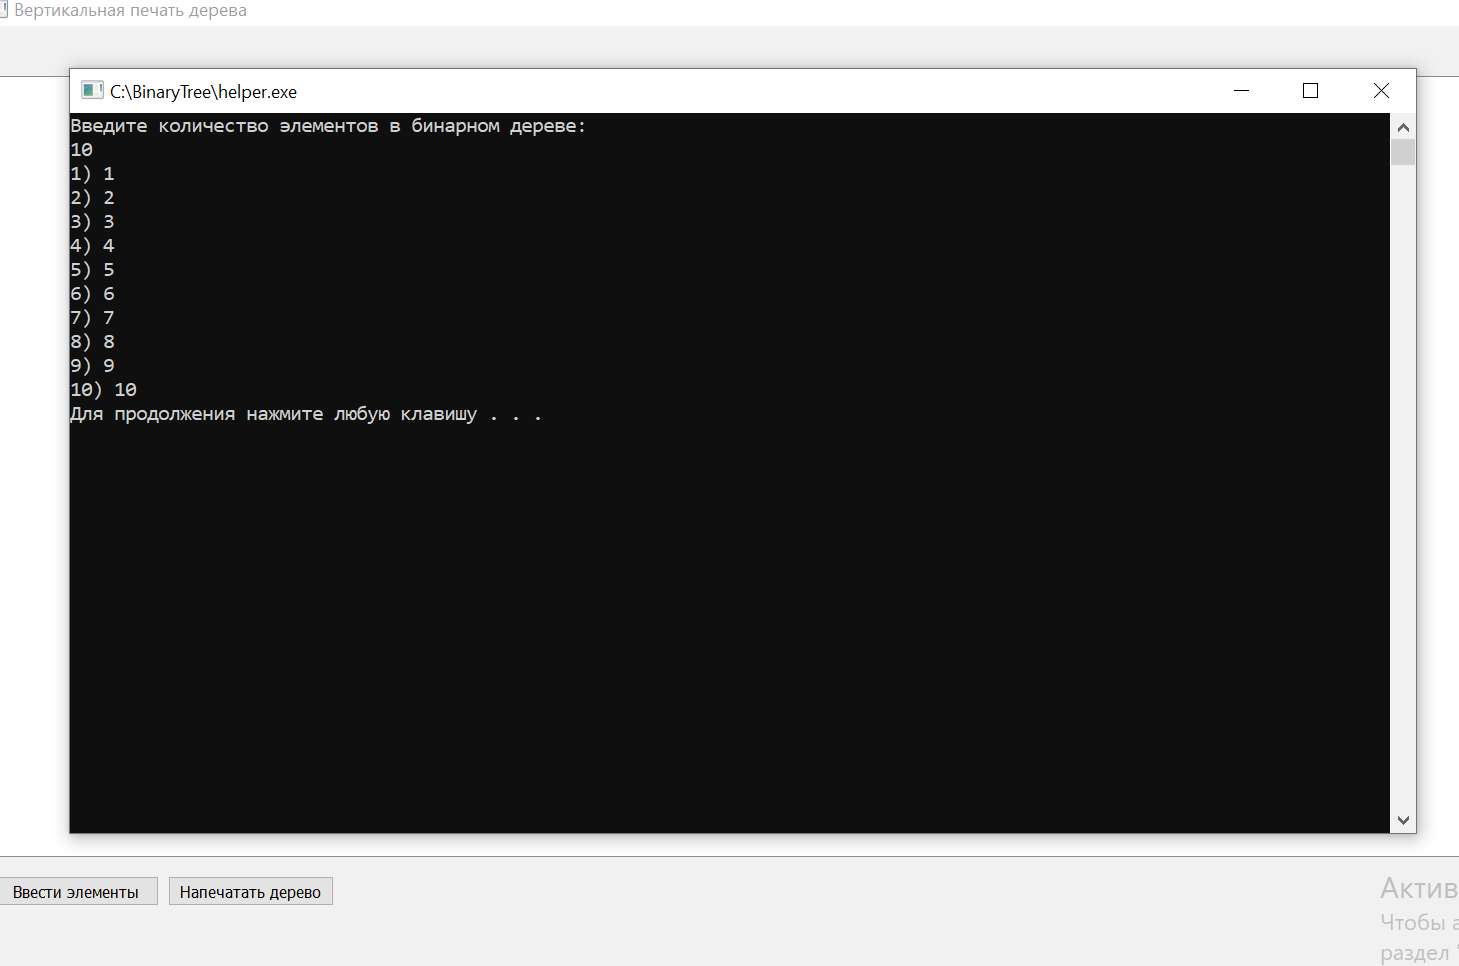 Вертикальная печать дерева
C:\BinaryTree\helper.exe
Введите количество элементов в бинарном дереве:
10
1) 1
2) 2
3) 3
4) 4
5) 5
6) 6
7) 7
8) 8
9) 9
10) 10
Для продолжения нажмите любую клавишу . . .
Ввести элементы
Напечатать дерево
Актив
Чтобы а
раздел "